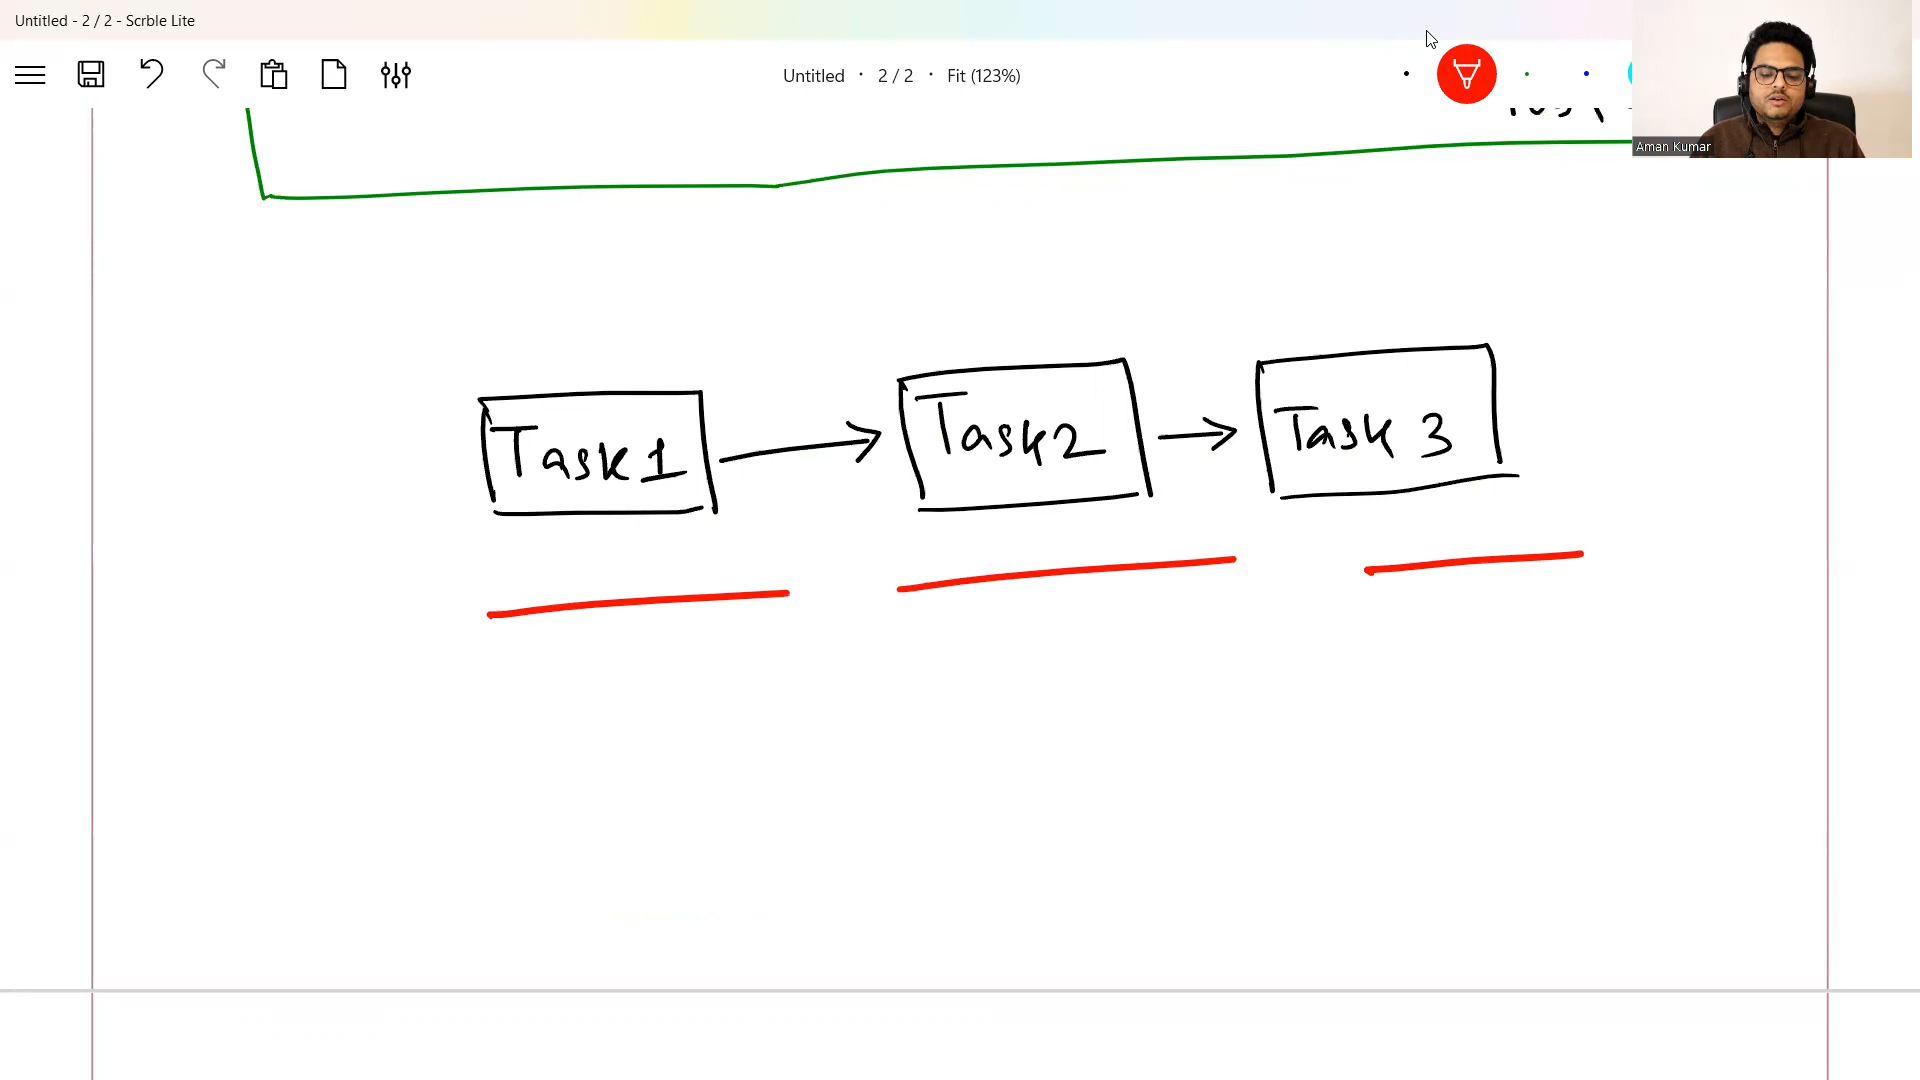 Untitled - 2 / 2 - Scrble Lite
Untitled · 2 / 2 · Fit (123%)
Aman Kumar
Task 1
Task 2
Task 3